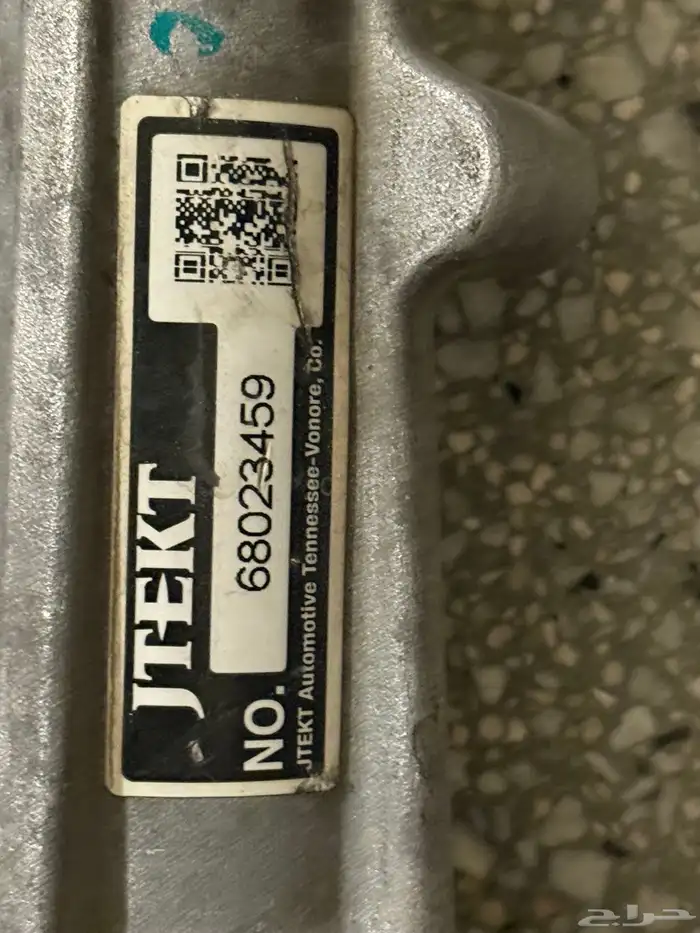 JTEKT
NO. 68023459
JTEKT Automotive Tennessee-Vonore, Co.
حراج